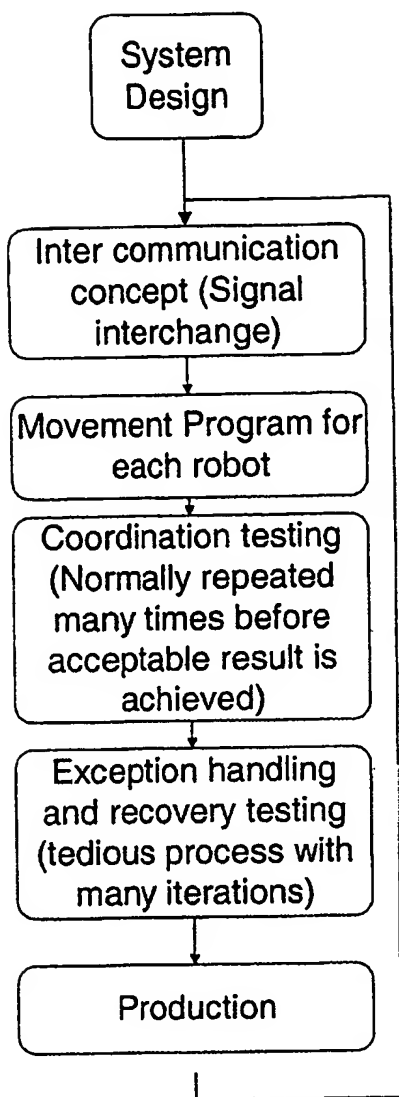 System
Design
Inter communication
concept (Signal
interchange)
Movement Program for
each robot
Coordination testing
(Normally repeated
many times before
acceptable result is
achieved)
Exception handling
and recovery testing
(tedious process with
many iterations)
Production